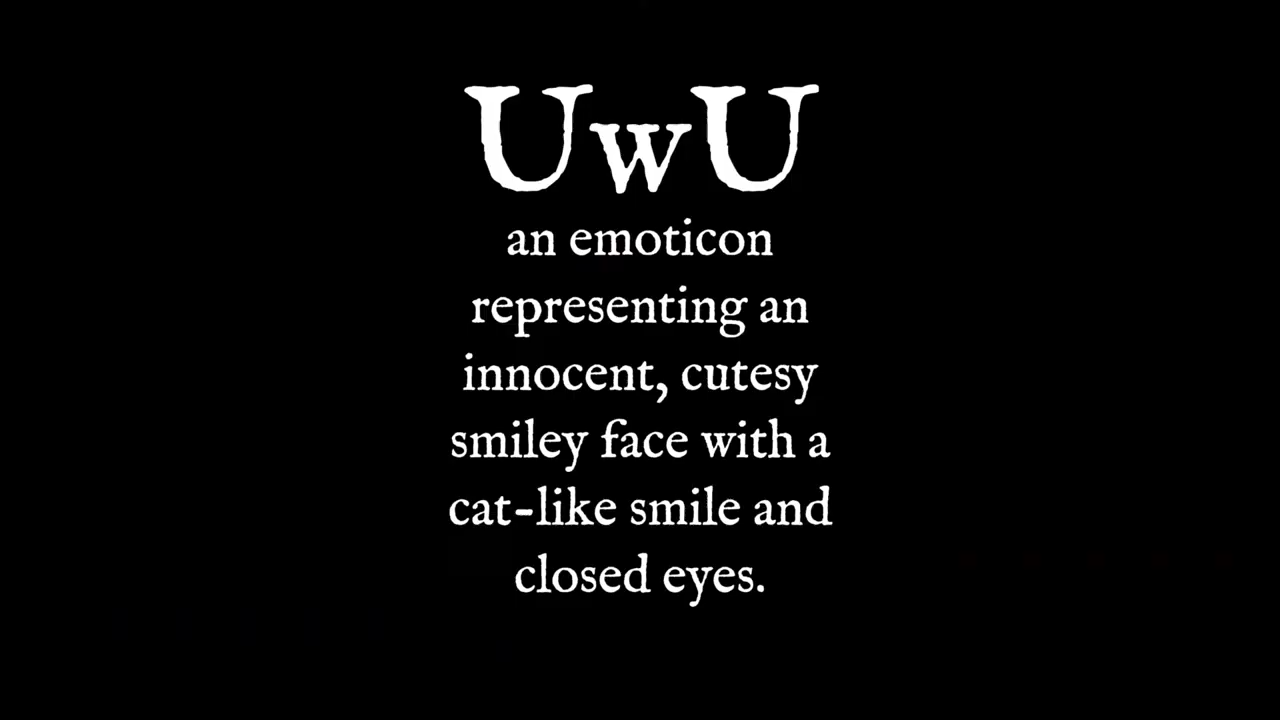 UwU
an emoticon
representing an
innocent, cutesy
smiley face with a
cat-like smile and
closed eyes.